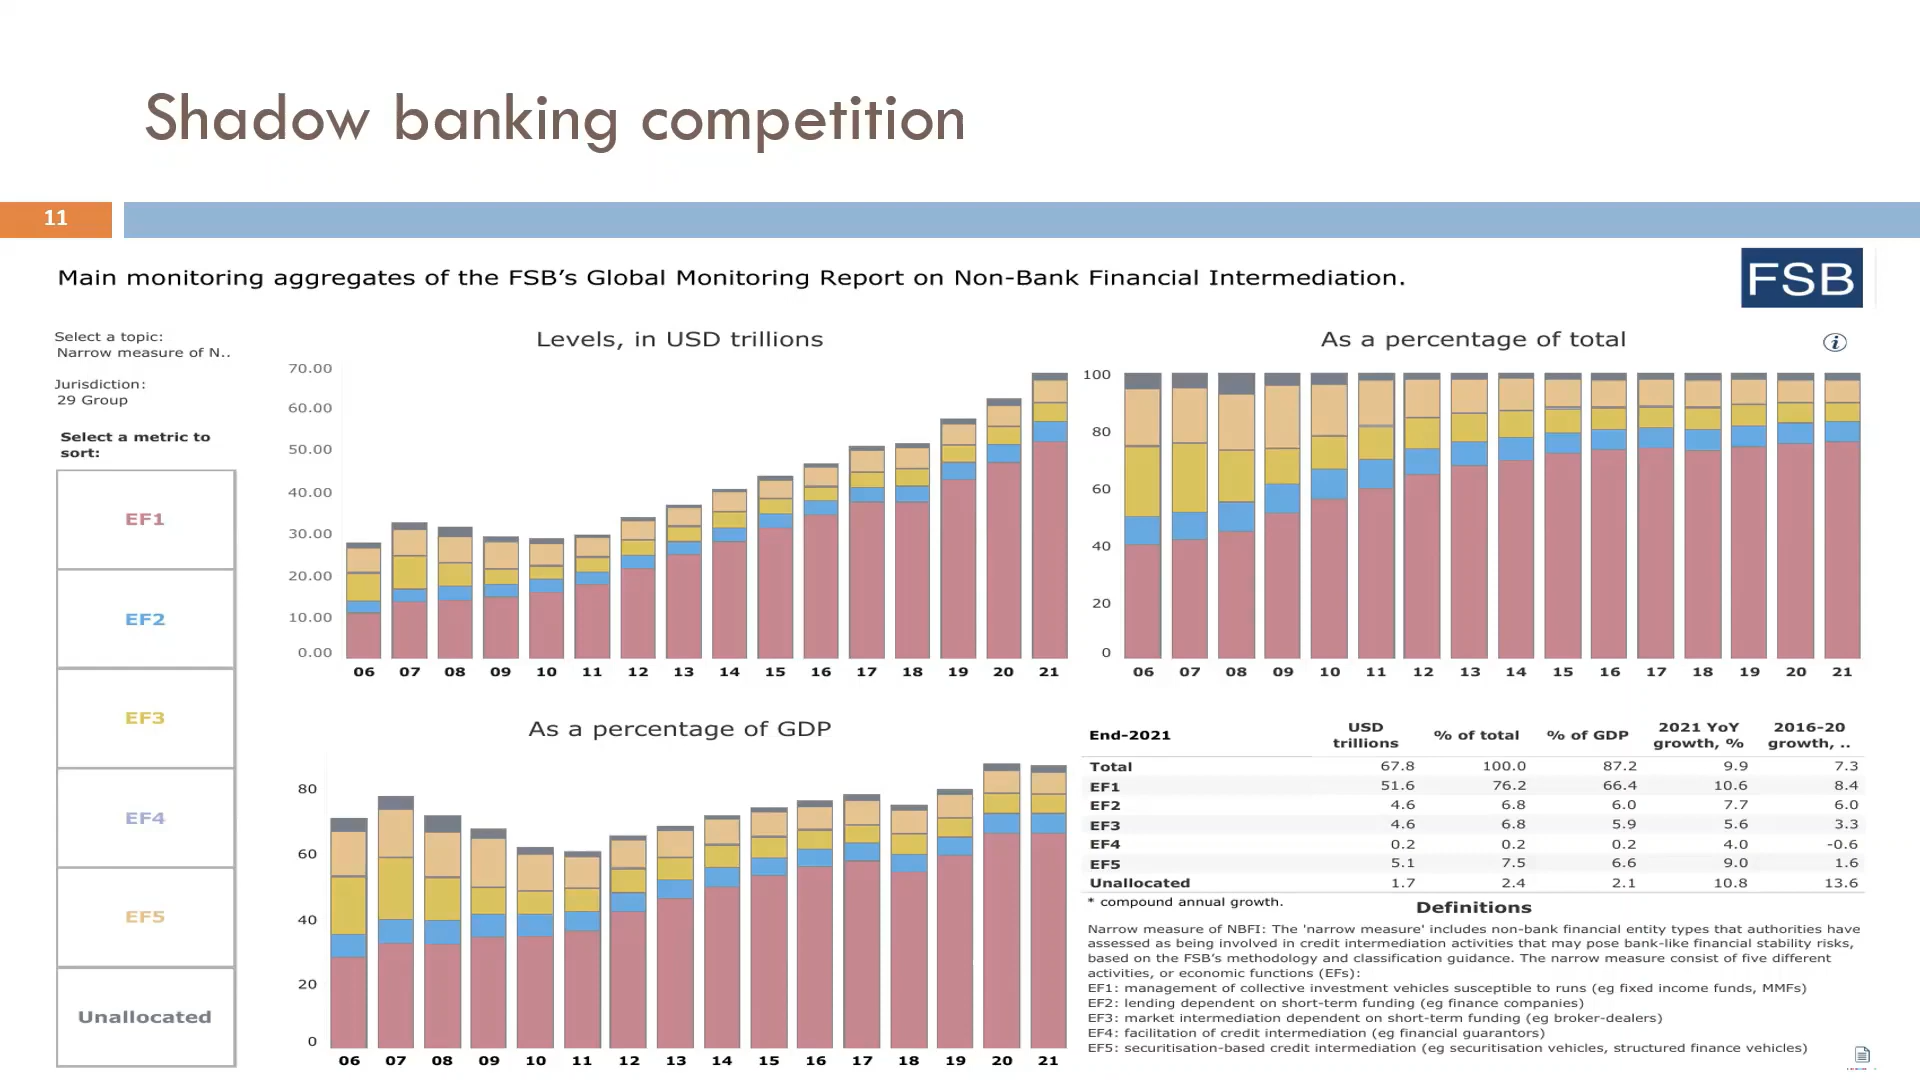 Shadow banking competition
11
Main monitoring aggregates of the FSB's Global Monitoring Report on Non-Bank Financial Intermediation.
FSB
Select a topic:
Narrow measure of N..
Jurisdiction:
29 Group
Select a metric to
sort:
EF1
EF2
EF3
EF4
EF5
Unallocated
Levels, in USD trillions
70.00
60.00
50.00
40.00
30.00
20.00
10.00
0.00
06 07 08 09 10 11 12 13 14 15 16 17 18 19 20 21
As a percentage of total
i
100
80
60
40
20
0
06 07 08 09 10 11 12 13 14 15 16 17 18 19 20 21
As a percentage of GDP
80
60
40
20
0
06 07 08 09 10 11 12 13 14 15 16 17 18 19 20 21
End-2021 USD trillions % of total % of GDP 2021 YoY growth, % 2016-20 growth, ..
Total 67.8 100.0 87.2 9.9 7.3
EF1 51.6 76.2 66.4 10.6 8.4
EF2 4.6 6.8 6.0 7.7 6.0
EF3 4.6 6.8 5.9 5.6 3.3
EF4 0.2 0.2 0.2 4.0 -0.6
EF5 5.1 7.5 6.6 9.0 1.6
Unallocated 1.7 2.4 2.1 10.8 13.6
* compound annual growth.
Definitions
Narrow measure of NBFI: The 'narrow measure' includes non-bank financial entity types that authorities have
assessed as being involved in credit intermediation activities that may pose bank-like financial stability risks,
based on the FSB's methodology and classification guidance. The narrow measure consist of five different
activities, or economic functions (EFs):
EF1: management of collective investment vehicles susceptible to runs (eg fixed income funds, MMFs)
EF2: lending dependent on short-term funding (eg finance companies)
EF3: market intermediation dependent on short-term funding (eg broker-dealers)
EF4: facilitation of credit intermediation (eg financial guarantors)
EF5: securitisation-based credit intermediation (eg securitisation vehicles, structured finance vehicles)